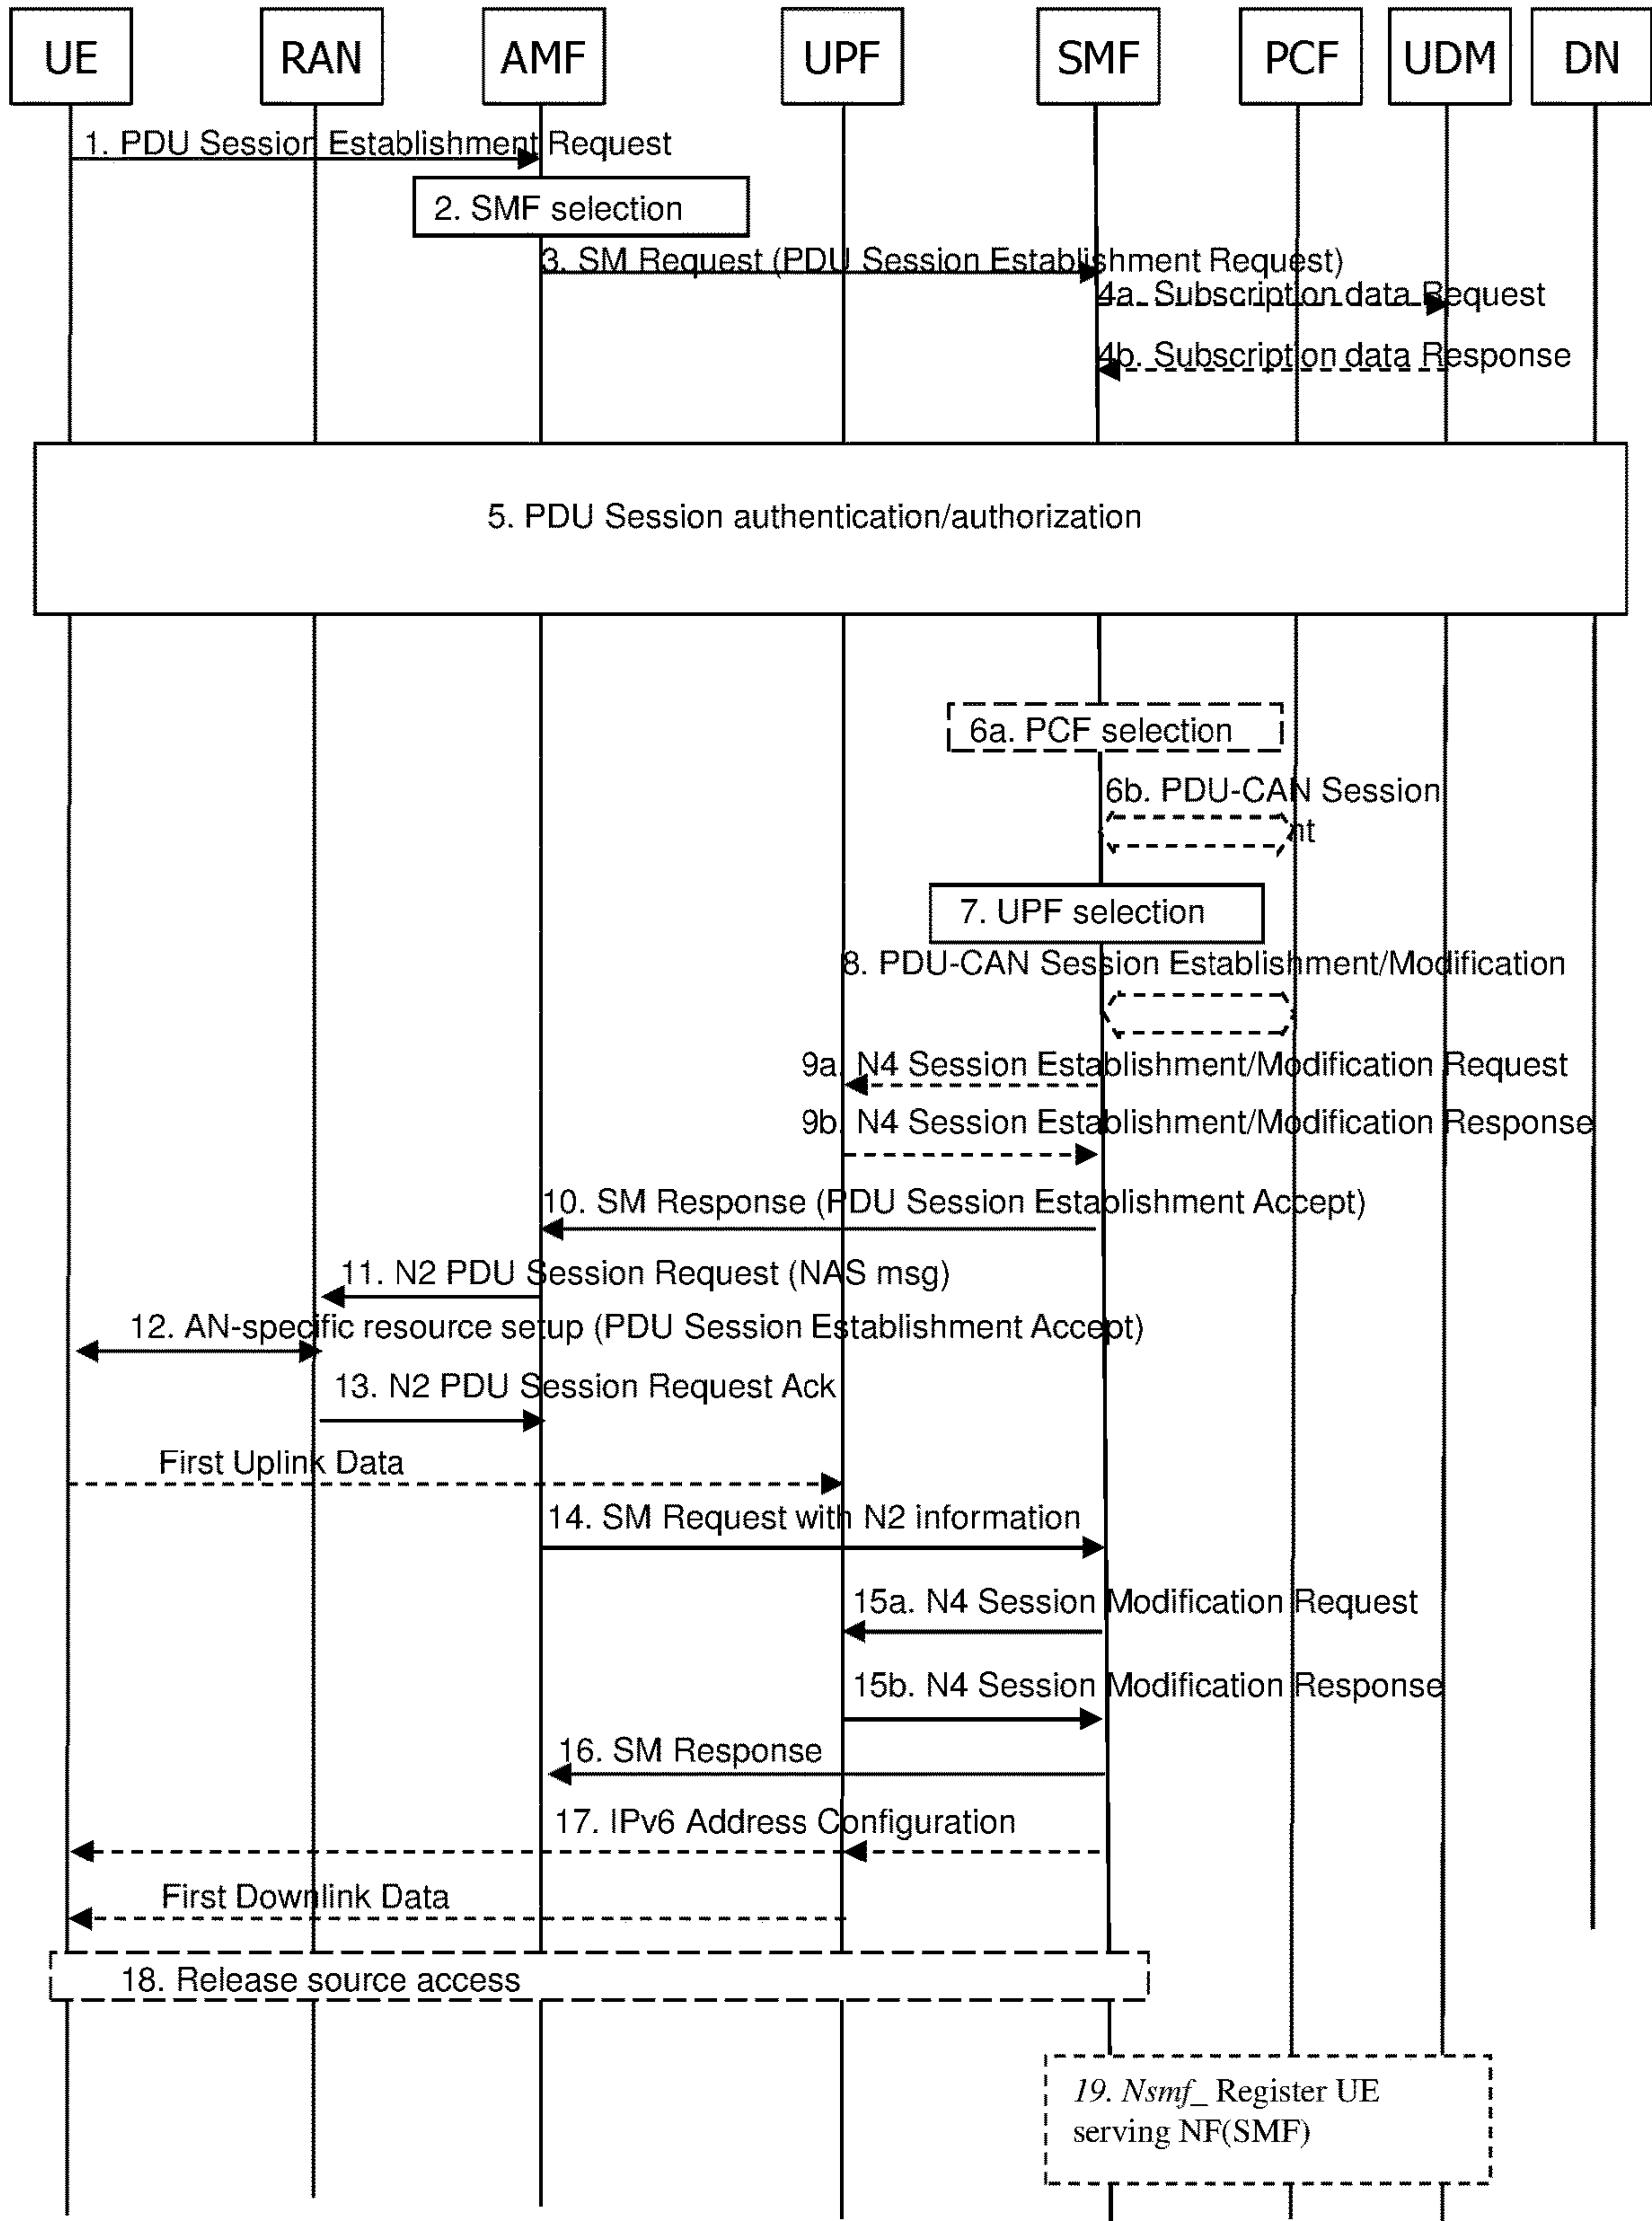 UE RAN AMF UPF SMF PCF UDM DN
1. PDU Session Establishment Request
2. SMF selection
3. SM Request (PDU Session Establishment Request)
4a. Subscription data Request
4b. Subscription data Response
5. PDU Session authentication/authorization
6a. PCF selection
6b. PDU-CAN Session
nt
7. UPF selection
8. PDU-CAN Session Establishment/Modification
9a. N4 Session Establishment/Modification Request
9b. N4 Session Establishment/Modification Response
10. SM Response (PDU Session Establishment Accept)
11. N2 PDU Session Request (NAS msg)
12. AN-specific resource setup (PDU Session Establishment Accept)
13. N2 PDU Session Request Ack
First Uplink Data
14. SM Request with N2 information
15a. N4 Session Modification Request
15b. N4 Session Modification Response
16. SM Response
17. IPv6 Address Configuration
First Downlink Data
18. Release source access
19. Nsmf_ Register UE
serving NF(SMF)